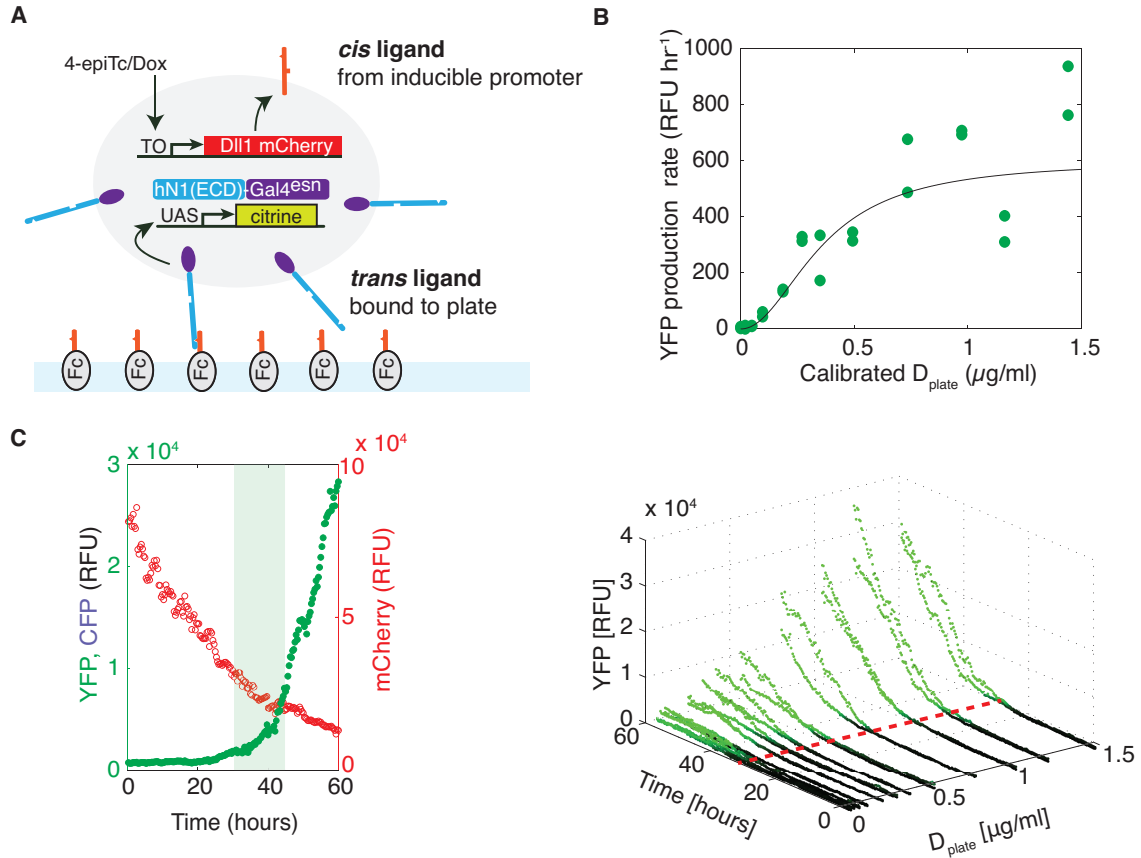 A
4-epiTc/Dox
cis ligand
from inducible promoter
TO
Dll1 mCherry
hN1(ECD)-Gal4esn
UAS
citrine
trans ligand
bound to plate
Fc
Fc
Fc
Fc
Fc
Fc
B
YFP production rate (RFU hr-1)
1000
800
600
400
200
0
0
0.5
1
1.5
Calibrated Dplate (µg/ml)
C
x 10^4
x 10^4
YFP, CFP (RFU)
3
2
1
0
10
5
0
mCherry (RFU)
0
20
40
60
Time (hours)
x 10^4
YFP [RFU]
4
3
2
1
0
60
40
20
0
Time [hours]
0
0.5
1
1.5
Dplate [µg/ml]